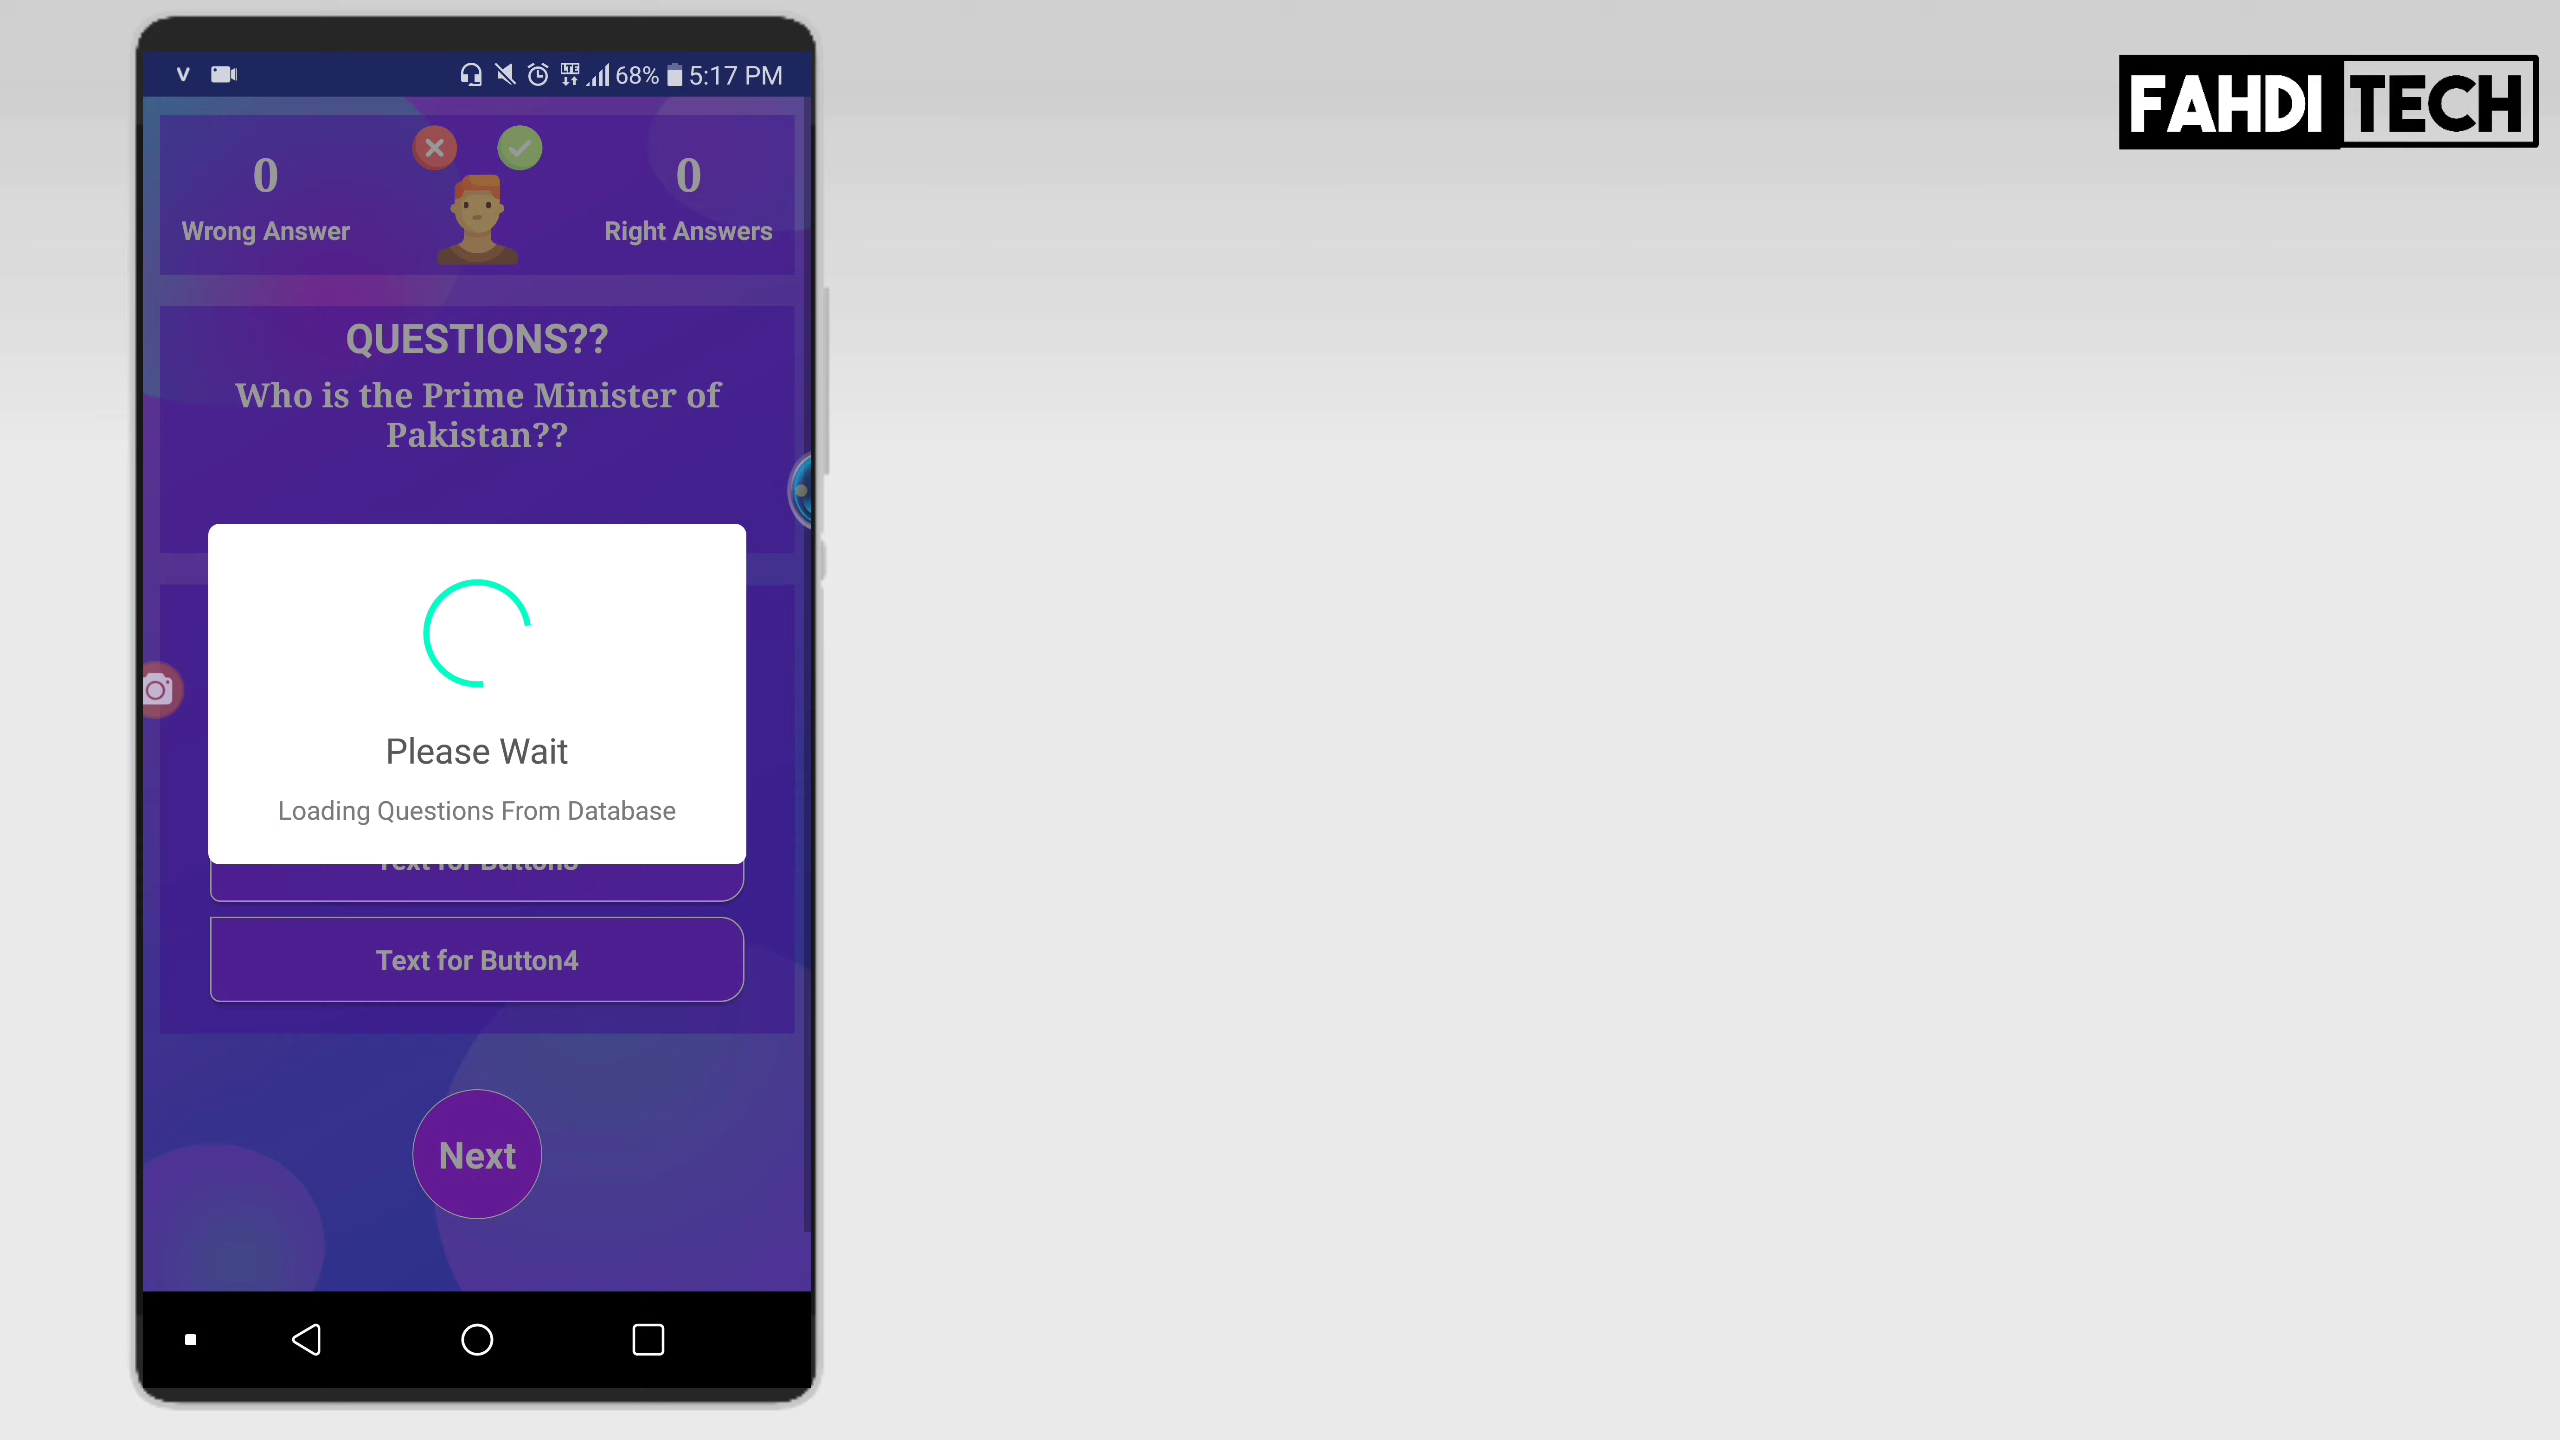 FAHDI TECH
V
LTE 68% 5:17 PM
0
0
Wrong Answer
Right Answers
QUESTIONS??
Who is the Prime Minister of
Pakistan??
Please Wait
Loading Questions From Database
Text for Button4
Next